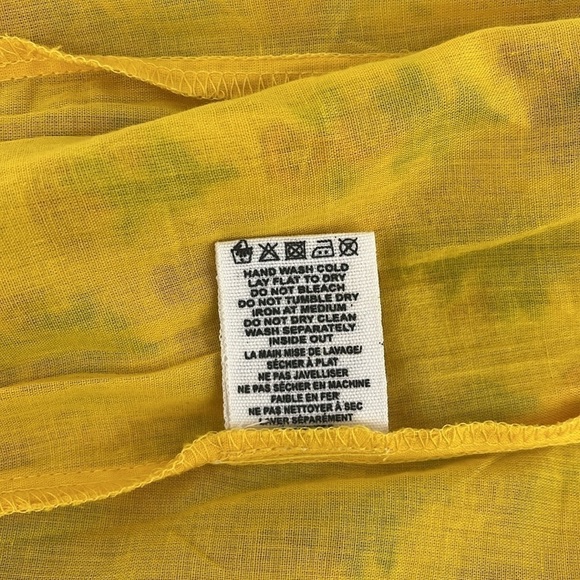 HAND WASH COLD
LAY FLAT TO DRY
DO NOT BLEACH
DO NOT TUMBLE DRY
IRON AT MEDIUM
DO NOT DRY CLEAN
WASH SEPARATELY
INSIDE OUT
LA MAIN MISE DE LAVAGE/
SÉCHER À PLAT
NE PAS JAVELLISER
NE PAS SÉCHER EN MACHINE
FAIBLE EN FER
NE PAS NETTOYER À SEC
LAVER SÉPARÉMENT